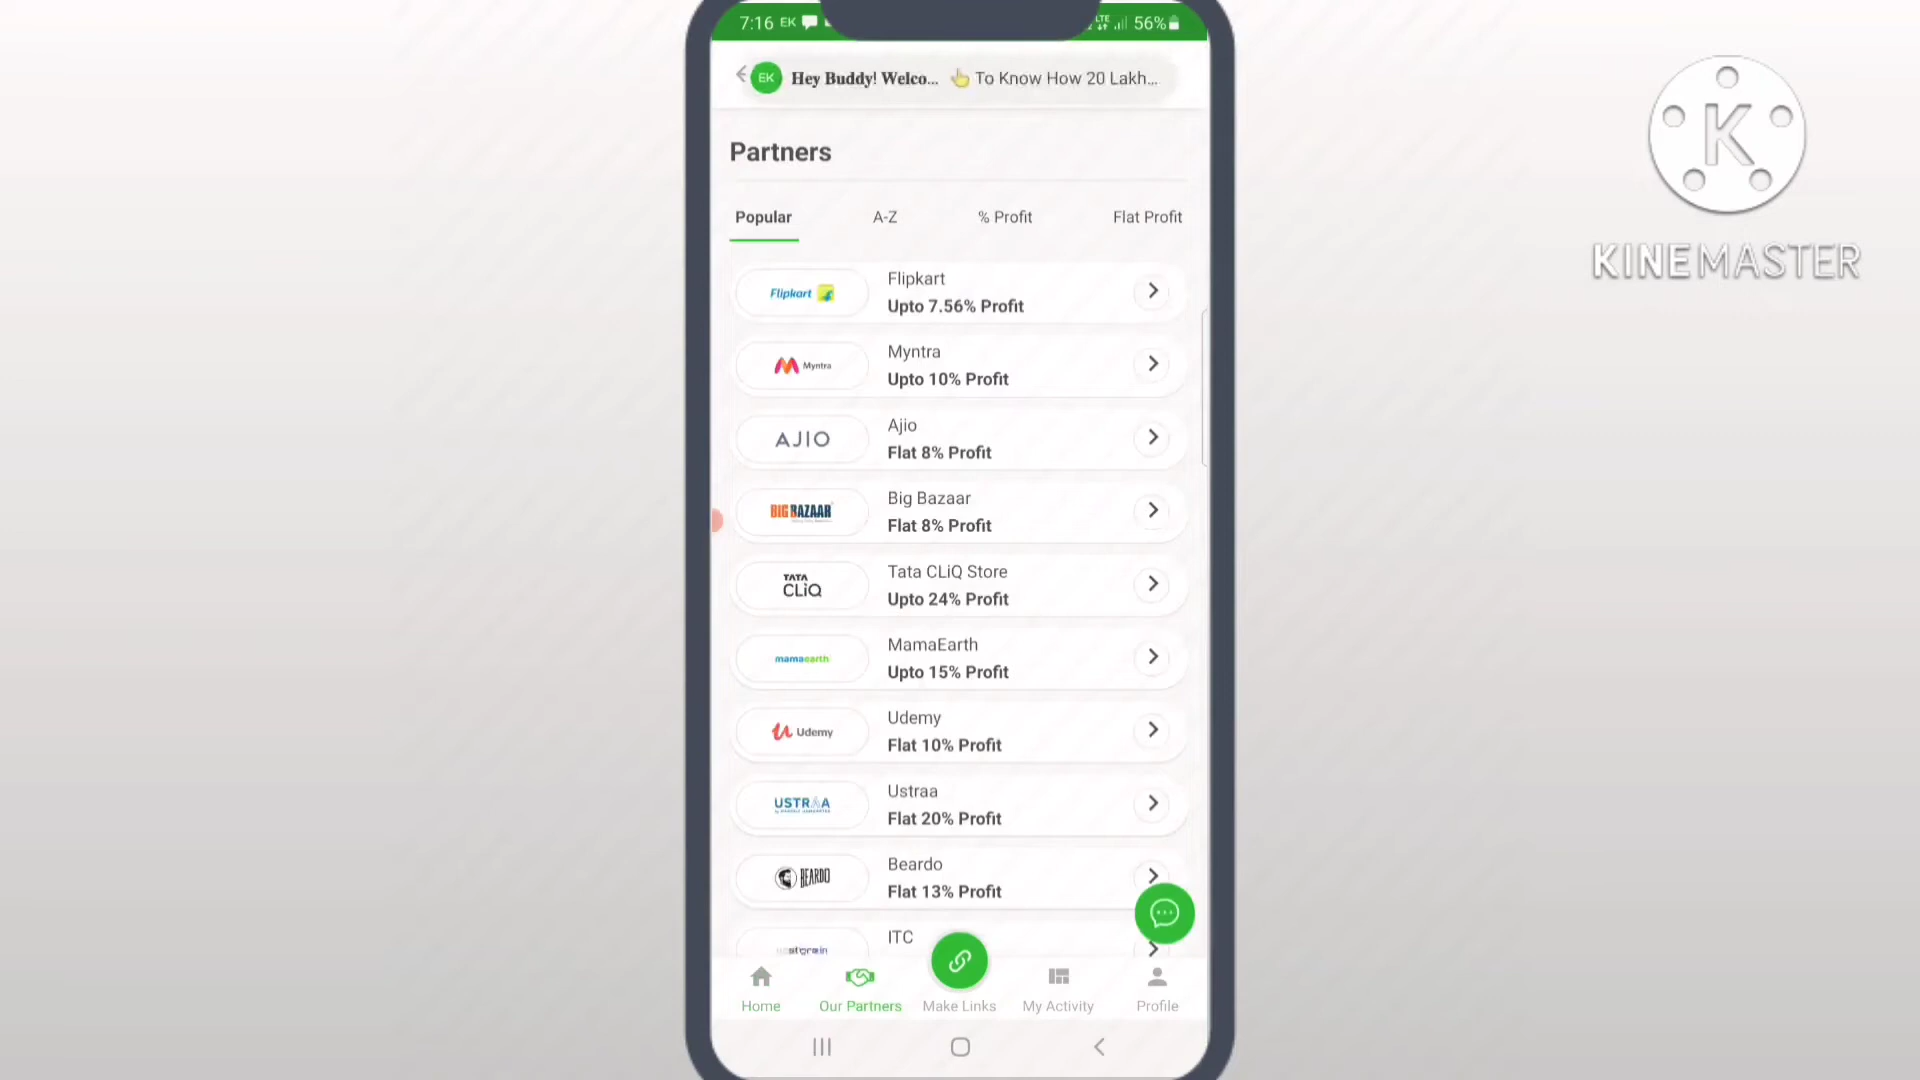 7:16 EK LTE 56%
EK Hey Buddy! Welco... 👆 To Know How 20 Lakh...
Partners
Popular A-Z % Profit Flat Profit
Flipkart Flipkart
Upto 7.56% Profit
Myntra Myntra
Upto 10% Profit
AJIO Ajio
Flat 8% Profit
BIG BAZAAR Big Bazaar
Flat 8% Profit
TATA CLiQ Tata CLiQ Store
Upto 24% Profit
mamaearth MamaEarth
Upto 15% Profit
Udemy Udemy
Flat 10% Profit
USTRAA Ustraa
Flat 20% Profit
BEARDO Beardo
Flat 13% Profit
ITC
Home Our Partners Make Links My Activity Profile
K
KINEMASTER